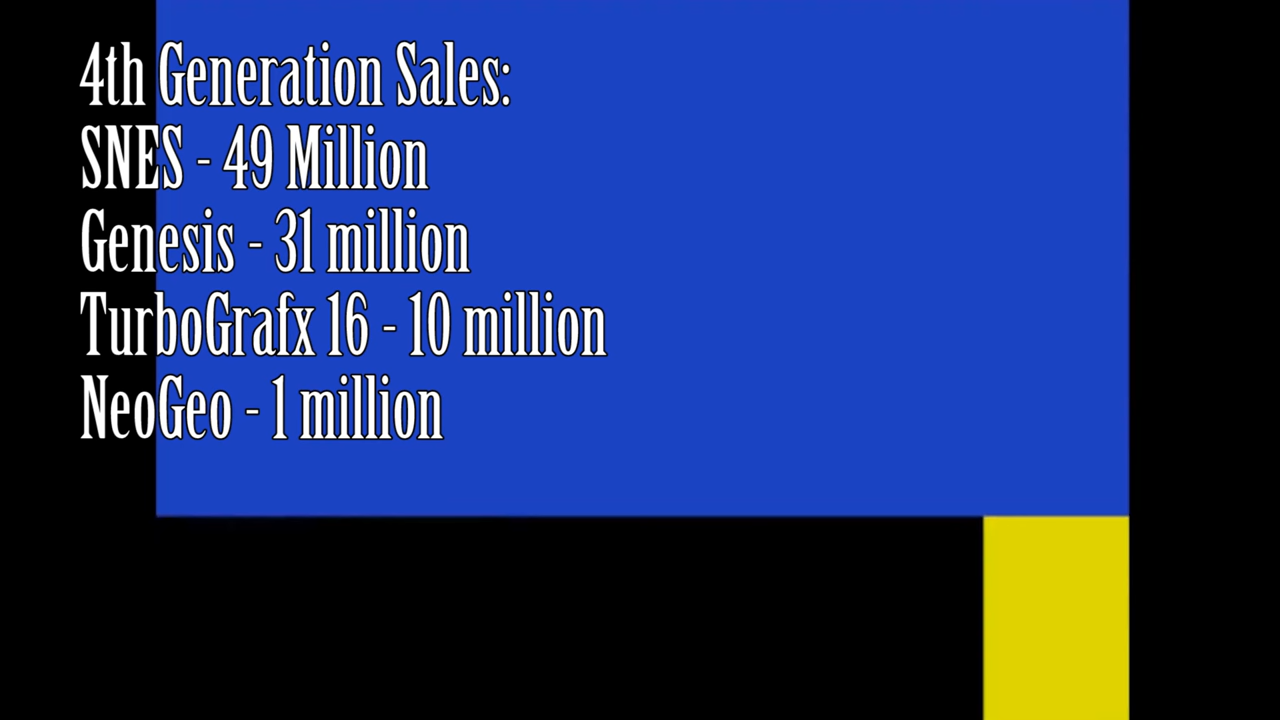 4th Generation Sales:
SNES - 49 Million
Genesis - 31 million
TurboGrafx 16 - 10 million
NeoGeo - 1 million